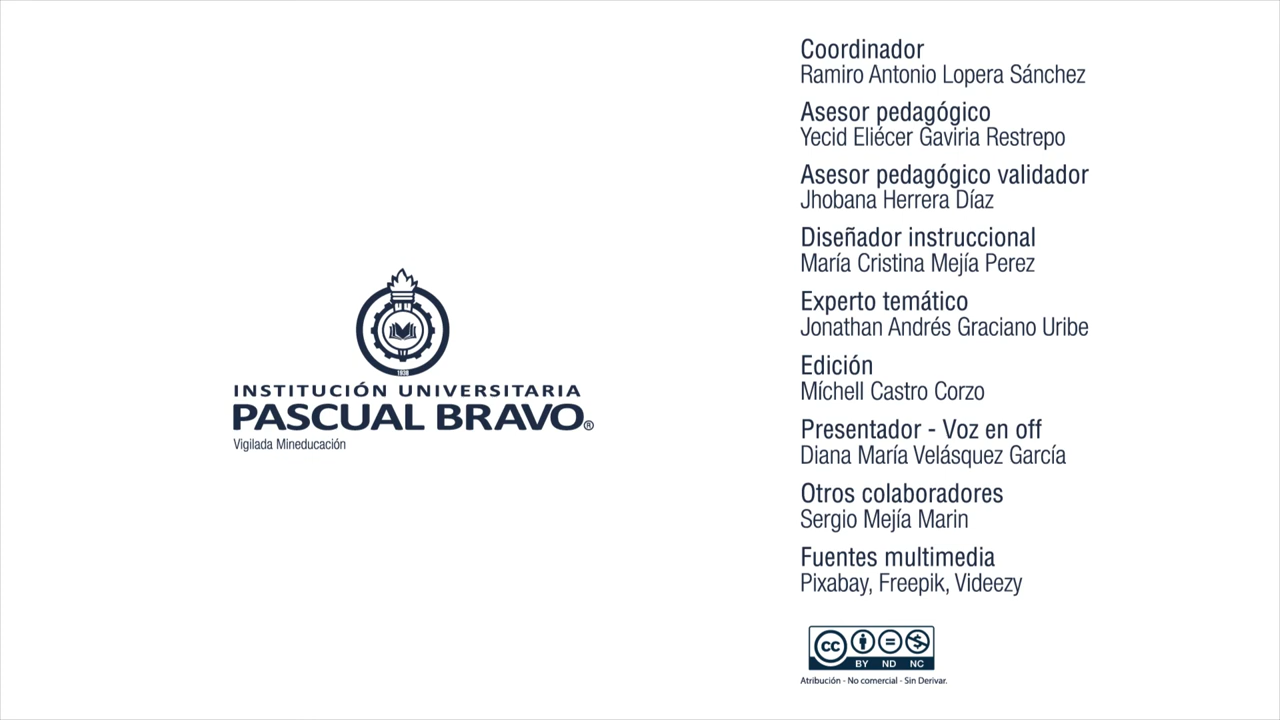 1938
INSTITUCIÓN UNIVERSITARIA
PASCUAL BRAVO®
Vigilada Mineducación
Coordinador
Ramiro Antonio Lopera Sánchez
Asesor pedagógico
Yecid Eliécer Gaviria Restrepo
Asesor pedagógico validador
Jhobana Herrera Díaz
Diseñador instruccional
María Cristina Mejía Perez
Experto temático
Jonathan Andrés Graciano Uribe
Edición
Míchell Castro Corzo
Presentador - Voz en off
Diana María Velásquez García
Otros colaboradores
Sergio Mejía Marin
Fuentes multimedia
Pixabay, Freepik, Videezy
cc
BY ND NC
Atribución - No comercial - Sin Derivar.